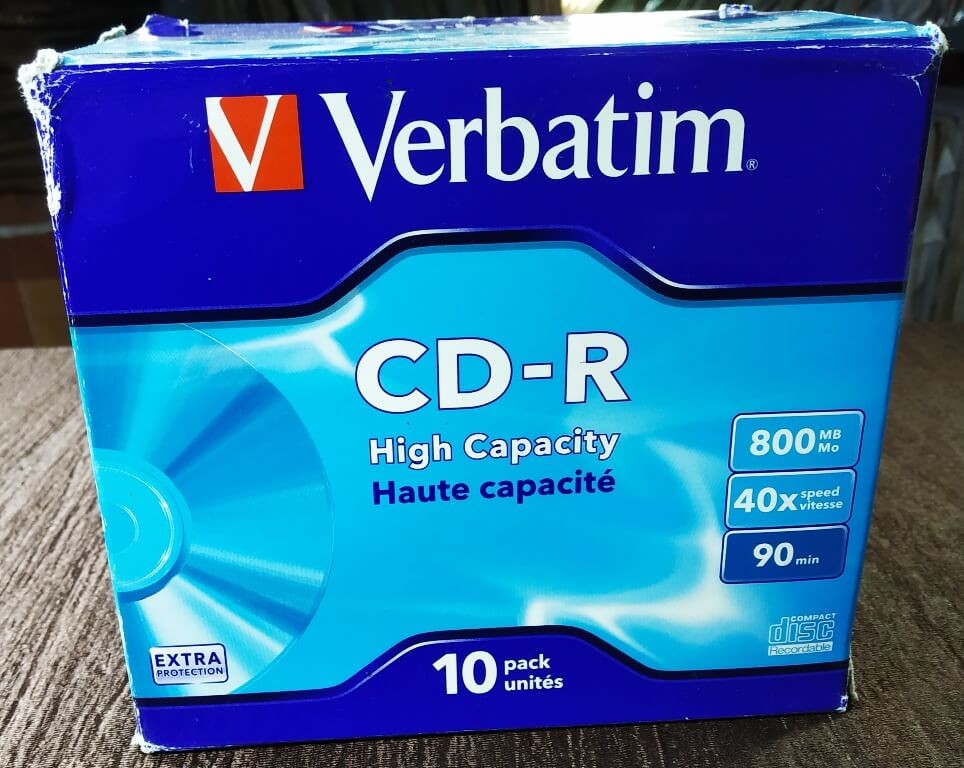 V Verbatim®
CD-R
High Capacity
Haute capacité
800 MB
Mo
40x speed
vitesse
90 min
COMPACT
disc
Recordable
EXTRA
PROTECTION
10 pack
unités